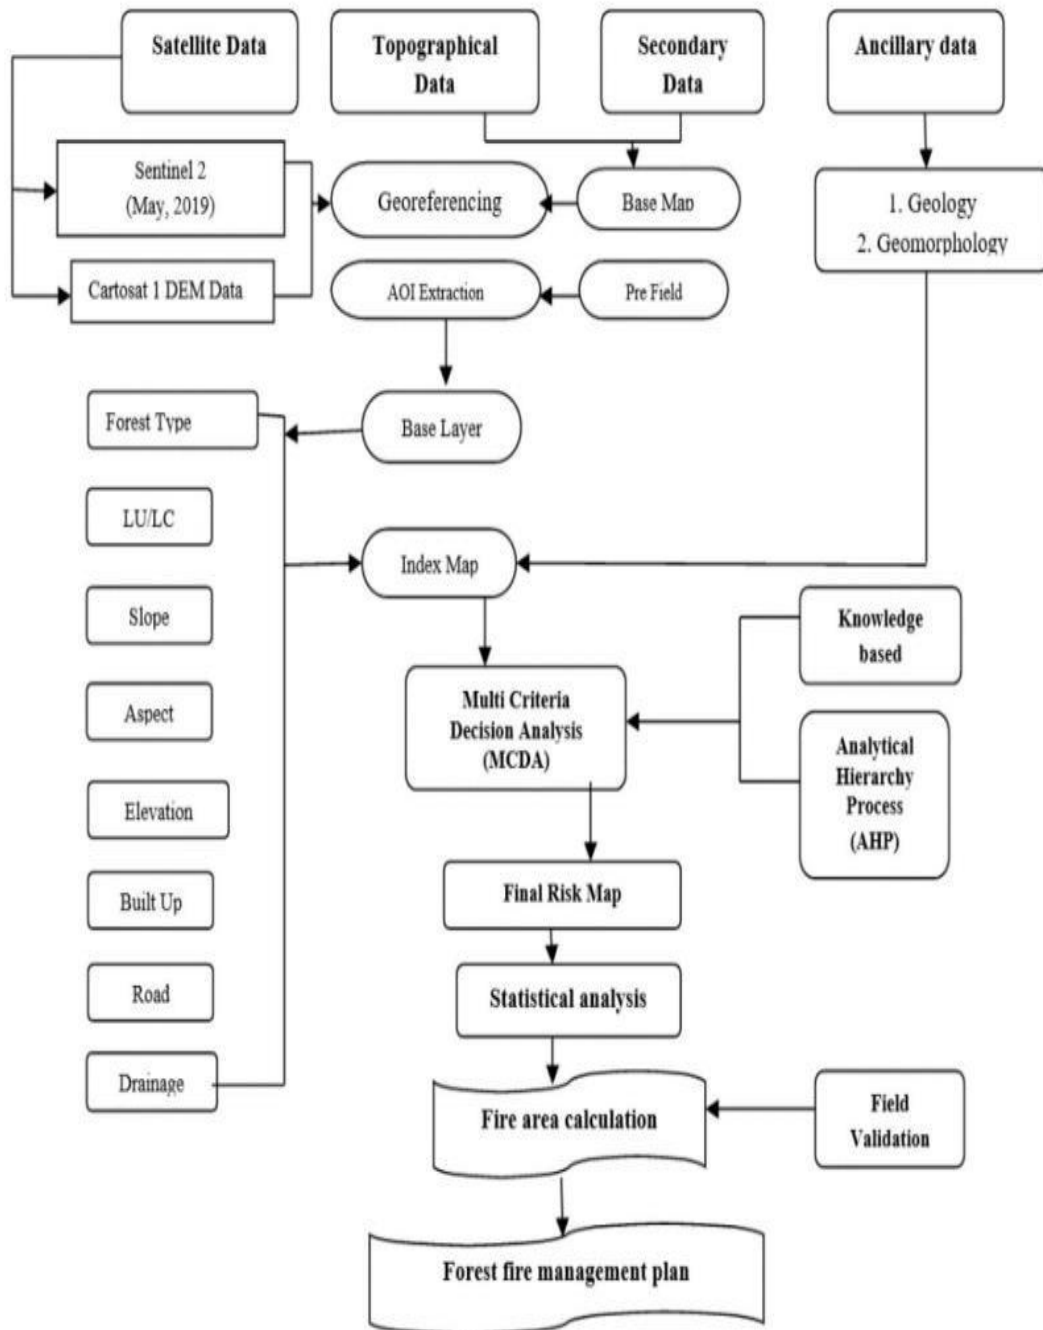 Satellite Data
Topographical
Data
Secondary
Data
Ancillary data
Sentinel 2
(May, 2019)
Georeferencing
Base Map
1. Geology
2. Geomorphology
Cartosat 1 DEM Data
AOI Extraction
Pre Field
Forest Type
Base Layer
LU/LC
Index Map
Slope
Knowledge
based
Multi Criteria
Decision Analysis
(MCDA)
Aspect
Analytical
Hierarchy
Process
(AHP)
Elevation
Final Risk Map
Built Up
Statistical analysis
Road
Drainage
Fire area calculation
Field
Validation
Forest fire management plan